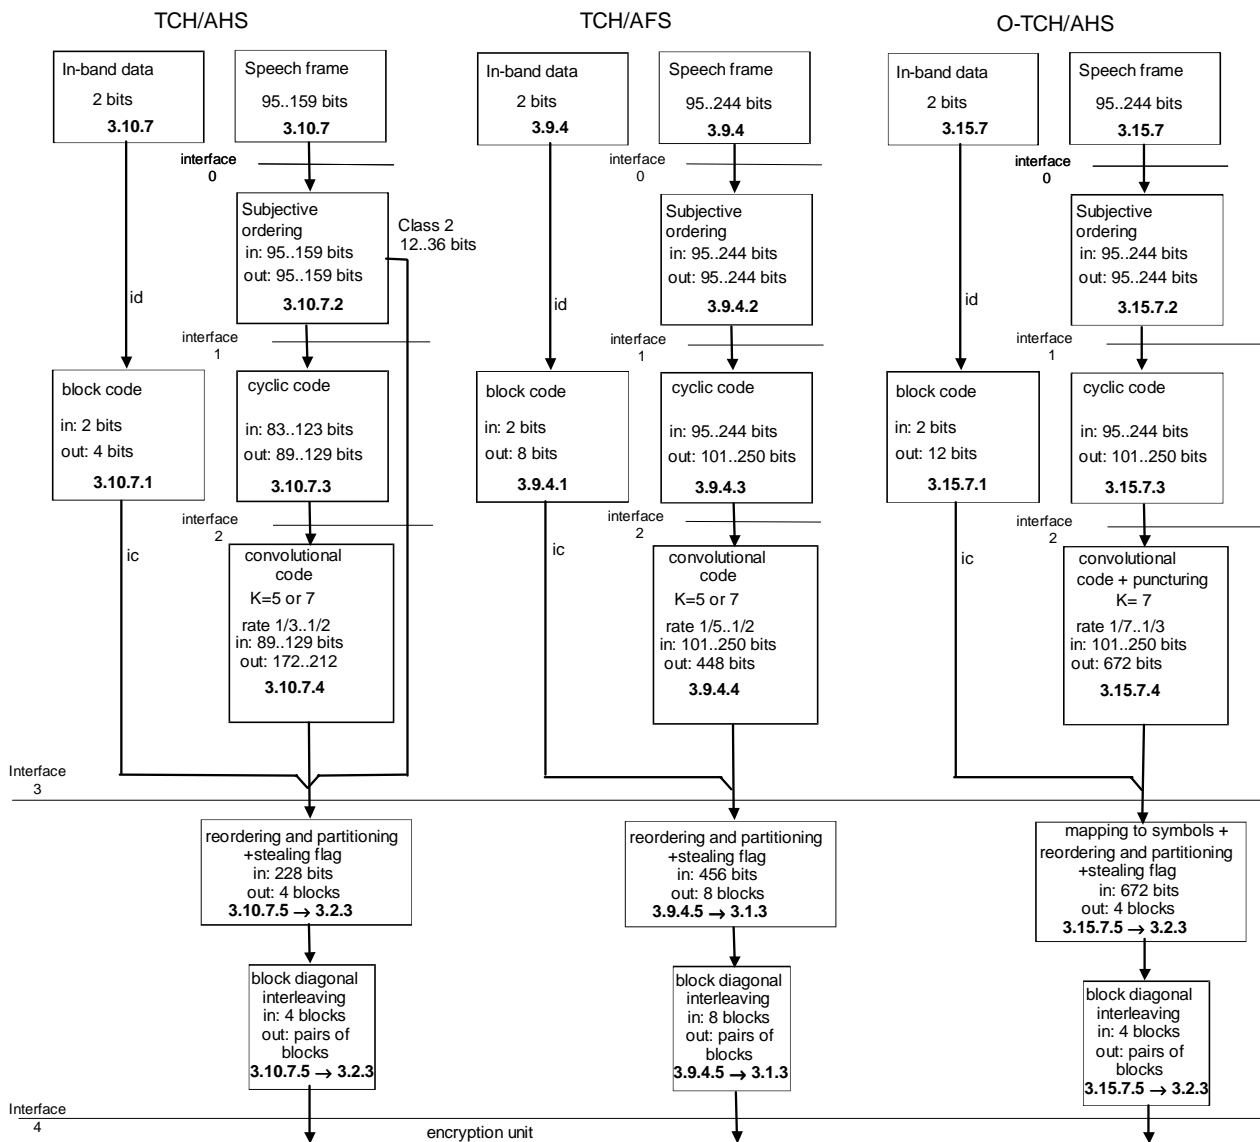 TCH/AHS
In-band data
2 bits
3.10.7
Speech frame
95..159 bits
3.10.7
interface
0
Subjective
ordering
in: 95..159 bits
out: 95..159 bits
3.10.7.2
Class 2
12..36 bits
id
interface
1
block code
in: 2 bits
out: 4 bits
3.10.7.1
cyclic code
in: 83..123 bits
out: 89..129 bits
3.10.7.3
interface
2
ic
convolutional
code
K=5 or 7
rate 1/3..1/2
in: 89..129 bits
out: 172..212
3.10.7.4
Interface
3
reordering and partitioning
+stealing flag
in: 228 bits
out: 4 blocks
3.10.7.5 → 3.2.3
block diagonal
interleaving
in: 4 blocks
out: pairs of
blocks
3.10.7.5 → 3.2.3
Interface
4
encryption unit
TCH/AFS
In-band data
2 bits
3.9.4
Speech frame
95..244 bits
3.9.4
interface
0
Subjective
ordering
in: 95..244 bits
out: 95..244 bits
3.9.4.2
id
interface
1
block code
in: 2 bits
out: 8 bits
3.9.4.1
cyclic code
in: 95..244 bits
out: 101..250 bits
3.9.4.3
interface
2
ic
convolutional
code
K=5 or 7
rate 1/5..1/2
in: 101..250 bits
out: 448 bits
3.9.4.4
reordering and partitioning
+stealing flag
in: 456 bits
out: 8 blocks
3.9.4.5 → 3.1.3
block diagonal
interleaving
in: 8 blocks
out: pairs of
blocks
3.9.4.5 → 3.1.3
O-TCH/AHS
In-band data
2 bits
3.15.7
Speech frame
95..244 bits
3.15.7
interface
0
Subjective
ordering
in: 95..244 bits
out: 95..244 bits
3.15.7.2
id
interface
1
block code
in: 2 bits
out: 12 bits
3.15.7.1
cyclic code
in: 95..244 bits
out: 101..250 bits
3.15.7.3
interface
2
ic
convolutional
code + puncturing
K= 7
rate 1/7..1/3
in: 101..250 bits
out: 672 bits
3.15.7.4
mapping to symbols +
reordering and partitioning
+stealing flag
in: 672 bits
out: 4 blocks
3.15.7.5 → 3.2.3
block diagonal
interleaving
in: 4 blocks
out: pairs of
blocks
3.15.7.5 → 3.2.3